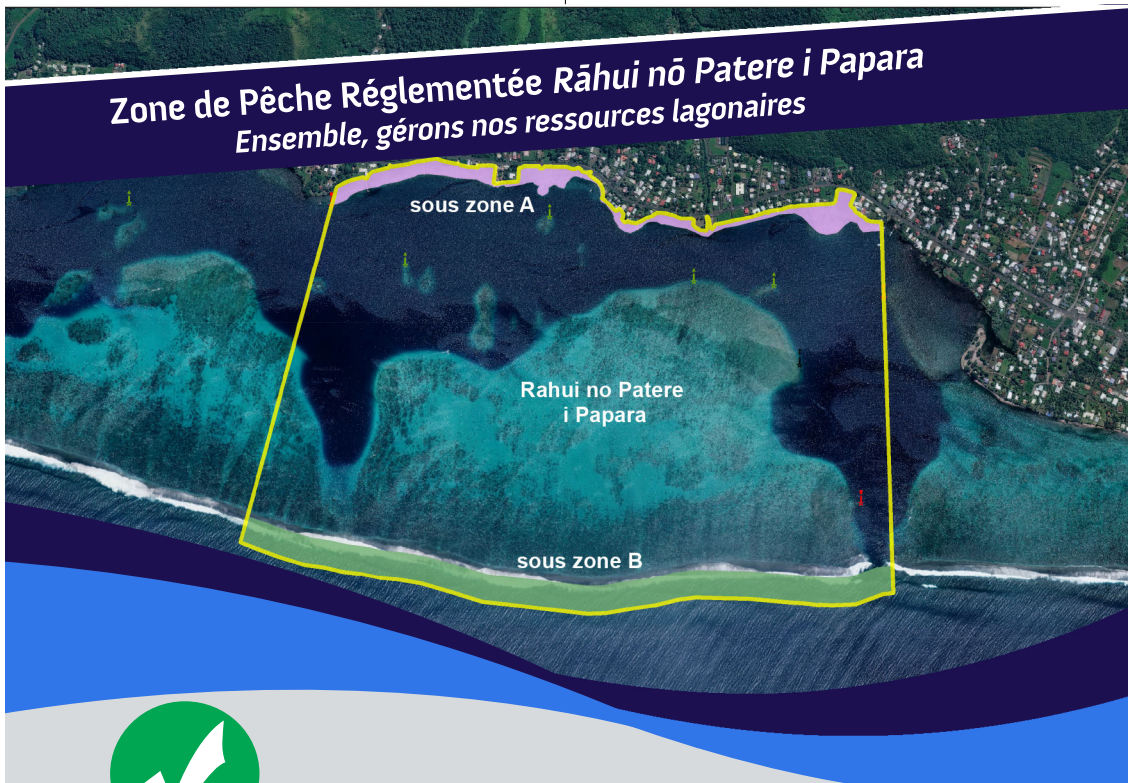 Zone de Pêche Réglementée Rāhui nō Patere i Papara
Ensemble, gérons nos ressources lagonaires
sous zone A
Rahui no Patere
i Papara
sous zone B